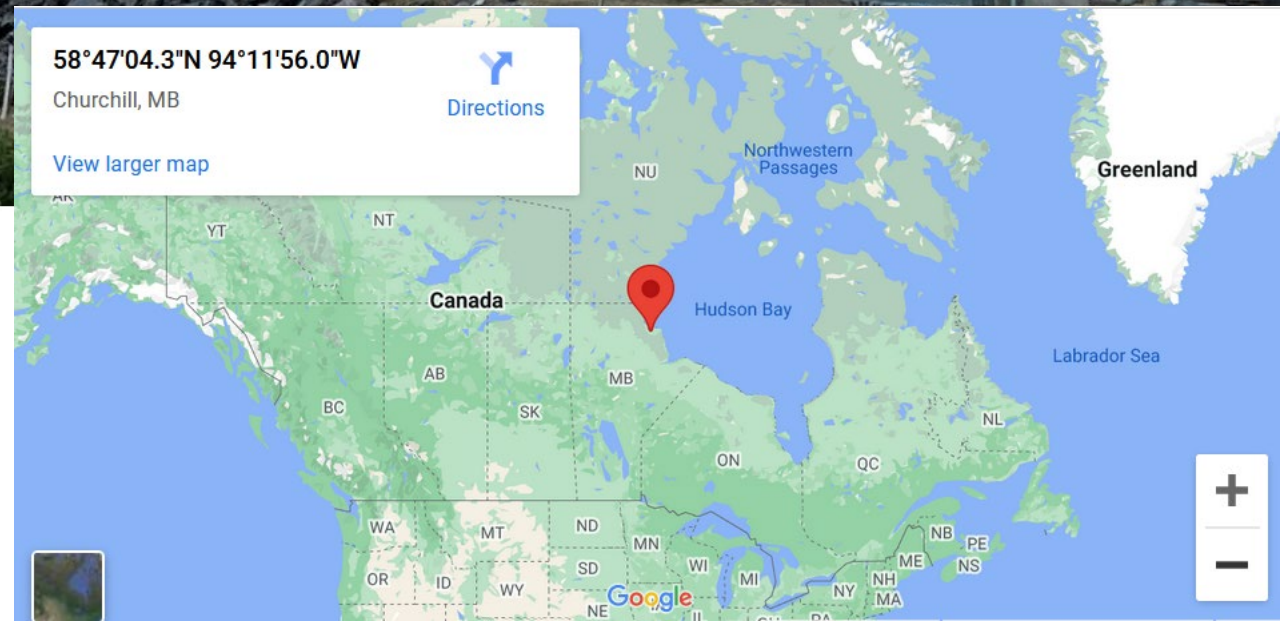 58°47'04.3"N 94°11'56.0"W
Churchill, MB
Directions
View larger map
NU
Northwestern
Passages
Greenland
AK
YT
NT
Canada
Hudson Bay
Labrador Sea
AB
MB
BC
SK
NL
ON
QC
WA
MT
ND
MN
NB
PE
OR
ID
WY
SD
WI
MI
ME
NS
NY
NH
MA
NE
Google
+
−